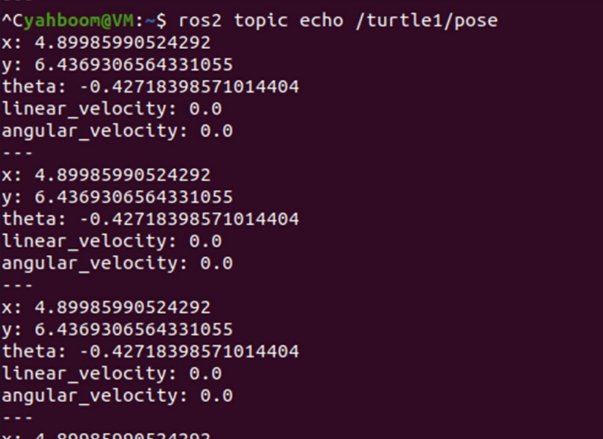 ---
^Cyahboom@VM:~$ ros2 topic echo /turtle1/pose
x: 4.89985990524292
y: 6.4369306564331055
theta: -0.42718398571014404
linear_velocity: 0.0
angular_velocity: 0.0
---
x: 4.89985990524292
y: 6.4369306564331055
theta: -0.42718398571014404
linear_velocity: 0.0
angular_velocity: 0.0
---
x: 4.89985990524292
y: 6.4369306564331055
theta: -0.42718398571014404
linear_velocity: 0.0
angular_velocity: 0.0
---
x: 4.89985990524292